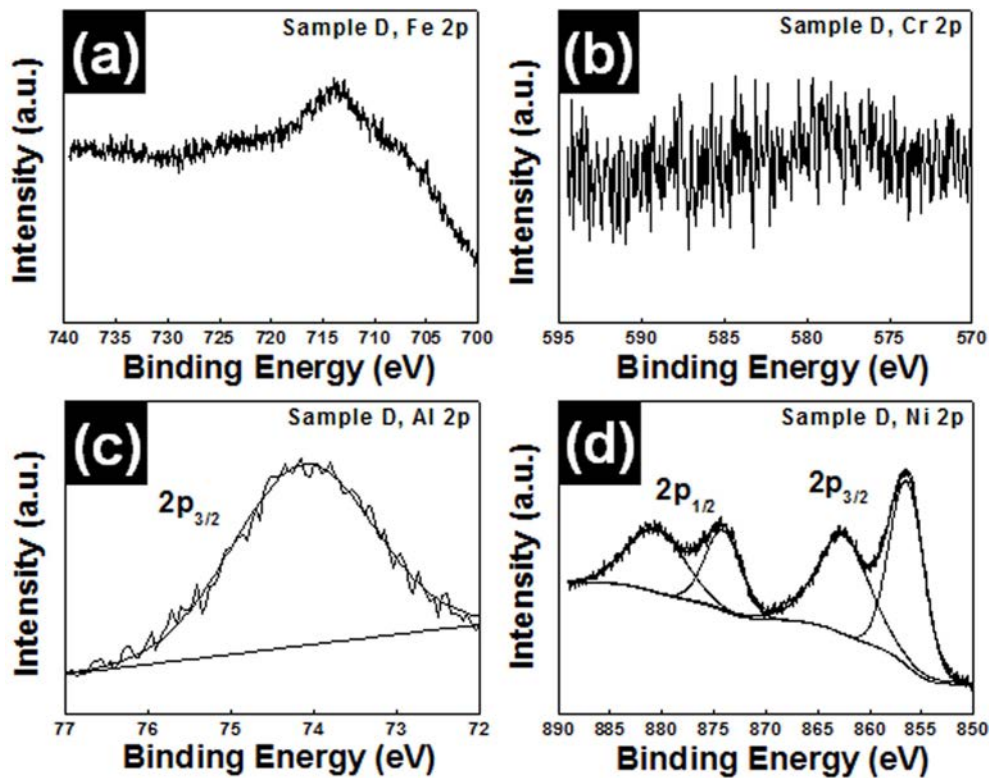 (a)
Sample D, Fe 2p
Intensity (a.u.)
740 735 730 725 720 715 710 705 700
Binding Energy (eV)
(b)
Sample D, Cr 2p
Intensity (a.u.)
595 590 585 580 575 570
Binding Energy (eV)
(c)
Sample D, Al 2p
2p3/2
Intensity (a.u.)
77 76 75 74 73 72
Binding Energy (eV)
(d)
Sample D, Ni 2p
2p1/2 2p3/2
Intensity (a.u.)
890 885 880 875 870 865 860 855 850
Binding Energy (eV)